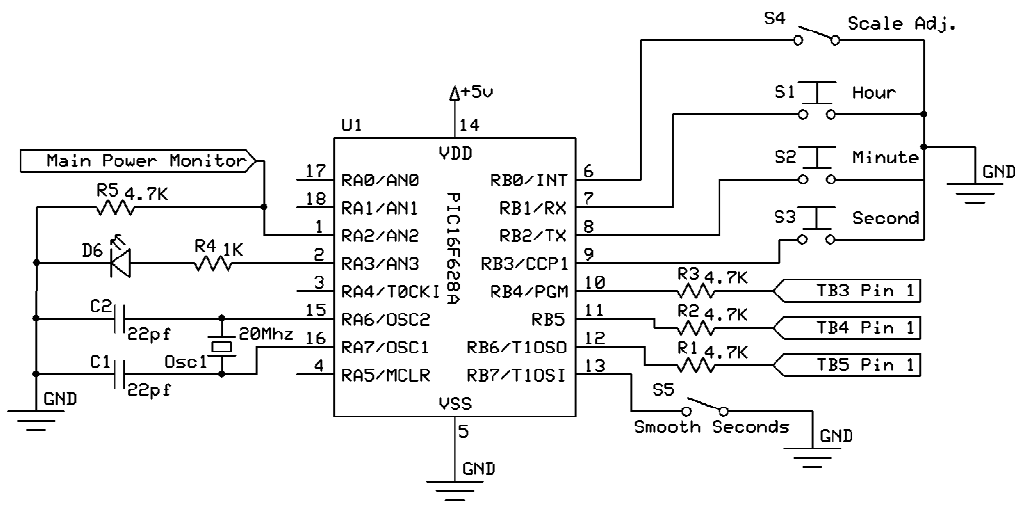 S4
Scale Adj.
+5v
S1
Hour
U1
14
VDD
Main Power Monitor
17
RA0/AN0
RB0/INT
6
S2
Minute
GND
R5 4.7K
18
RA1/AN1
RB1/RX
7
1
RA2/AN2
RB2/TX
8
S3
Second
D6
R4 1K
2
RA3/AN3
RB3/CCP1
9
PIC16F628A
3
RA4/T0CKI
RB4/PGM
10
R3 4.7K
TB3 Pin 1
C2
22pf
15
RA6/OSC2
RB5
11
R2 4.7K
TB4 Pin 1
20Mhz
16
RA7/OSC1
RB6/T1OSO
12
R1 4.7K
TB5 Pin 1
C1
22pf
Osc1
4
RA5/MCLR
RB7/T1OSI
13
GND
VSS
5
S5
Smooth Seconds
GND
GND